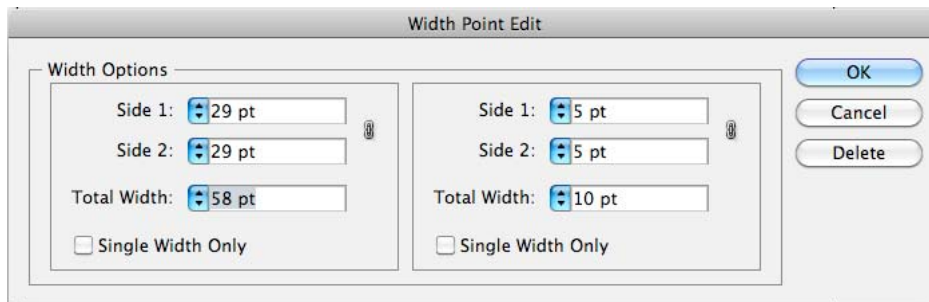 Width Point Edit
Width Options
Side 1: 29 pt
Side 2: 29 pt
Total Width: 58 pt
Single Width Only
Side 1: 5 pt
Side 2: 5 pt
Total Width: 10 pt
Single Width Only
OK
Cancel
Delete